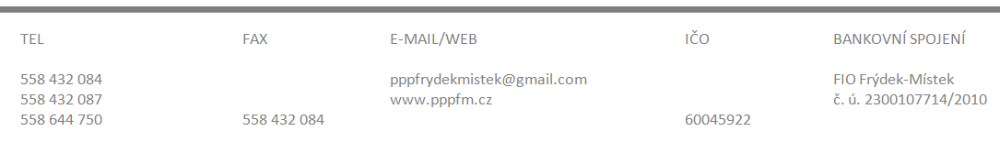 TEL FAX E-MAIL/WEB IČO BANKOVNÍ SPOJENÍ
558 432 084 pppfrydekmistek@gmail.com FIO Frýdek-Místek
558 432 087 www.pppfm.cz č. ú. 2300107714/2010
558 644 750 558 432 084 60045922